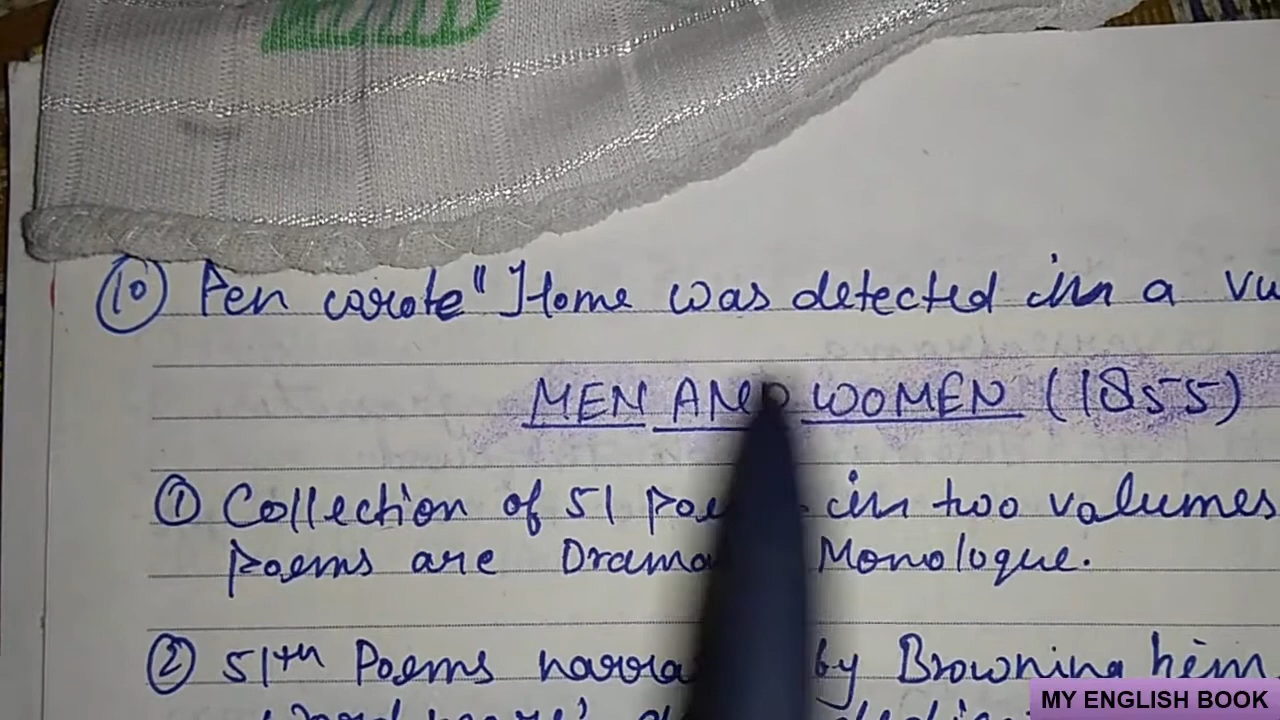 ⑩ Pen wrote" Home was detected in a
MEN AND WOMEN (1855)
① Collection of 51 in two volumes
poems are Monologue.
② 51th Poems by Browning
MY ENGLISH BOOK